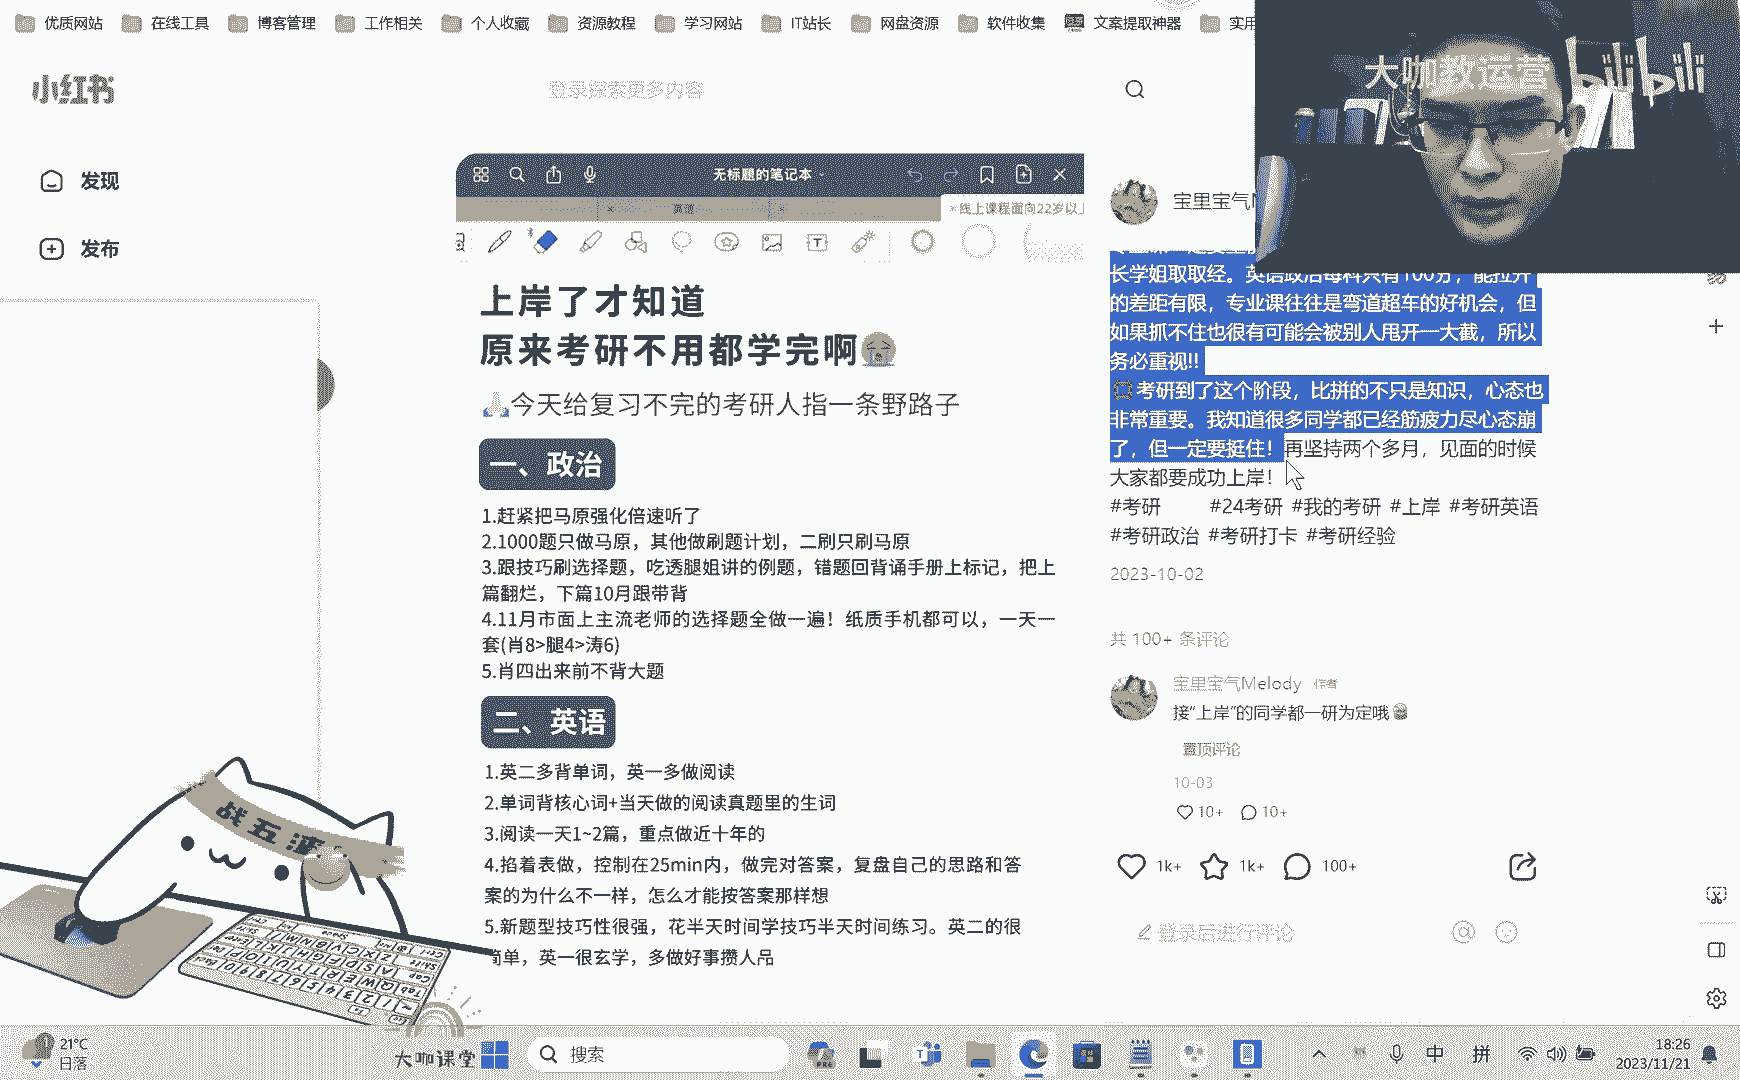 优质网站 在线工具 博客管理 工作相关 个人收藏 资源教程 学习网站 IT站长 网盘资源 软件收集 文案提取神器 实用
大咖教运营 bilibili
小红书
登录探索更多内容
发现
发布
无标题的笔记本
英语
线上课程面向22岁以上
上岸了才知道
原来考研不用都学完啊😭
🙏今天给复习不完的考研人指一条野路子
一、政治
1.赶紧把马原强化倍速听了
2.1000题只做马原，其他做刷题计划，二刷只刷马原
3.跟技巧刷选择题，吃透腿姐讲的例题，错题回背诵手册上标记，把上
篇翻烂，下篇10月跟带背
4.11月市面上主流老师的选择题全做一遍！纸质手机都可以，一天一
套(肖8>腿4>涛6)
5.肖四出来前不背大题
二、英语
1.英二多背单词，英一多做阅读
2.单词背核心词+当天做的阅读真题里的生词
3.阅读一天1~2篇，重点做近十年的
4.掐着表做，控制在25min内，做完对答案，复盘自己的思路和答
案的为什么不一样，怎么才能按答案那样想
5.新题型技巧性很强，花半天时间学技巧半天时间练习。英二的很
简单，英一很玄学，多做好事攒人品
宝里宝气
长学姐取取经。英语政治每科只有100分，能拉开
的差距有限，专业课往往是弯道超车的好机会，但
如果抓不住也很有可能会被别人甩开一大截，所以
务必重视!!
考研到了这个阶段，比拼的不只是知识，心态也
非常重要。我知道很多同学都已经筋疲力尽心态崩
了，但一定要挺住！再坚持两个多月，见面的时候
大家都要成功上岸！
#考研 #24考研 #我的考研 #上岸 #考研英语
#考研政治 #考研打卡 #考研经验
2023-10-02
共 100+ 条评论
宝里宝气Melody 作者
接“上岸”的同学都一研为定哦
置顶评论
10-03
10+ 10+
1k+ 1k+ 100+
登录后进行评论
战五渣
21°C
日落
大咖课堂
搜索
中 拼
18:26
2023/11/21